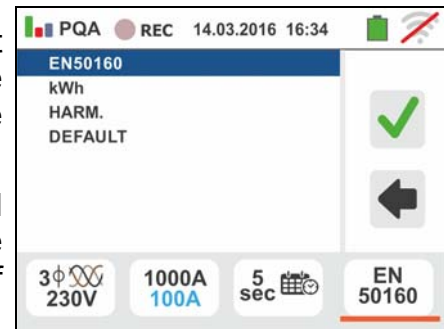 PQA REC 14.03.2016 16:34
EN50160
kWh
HARM.
DEFAULT
3ϕ 1000A 5 EN
230V 100A sec 50160